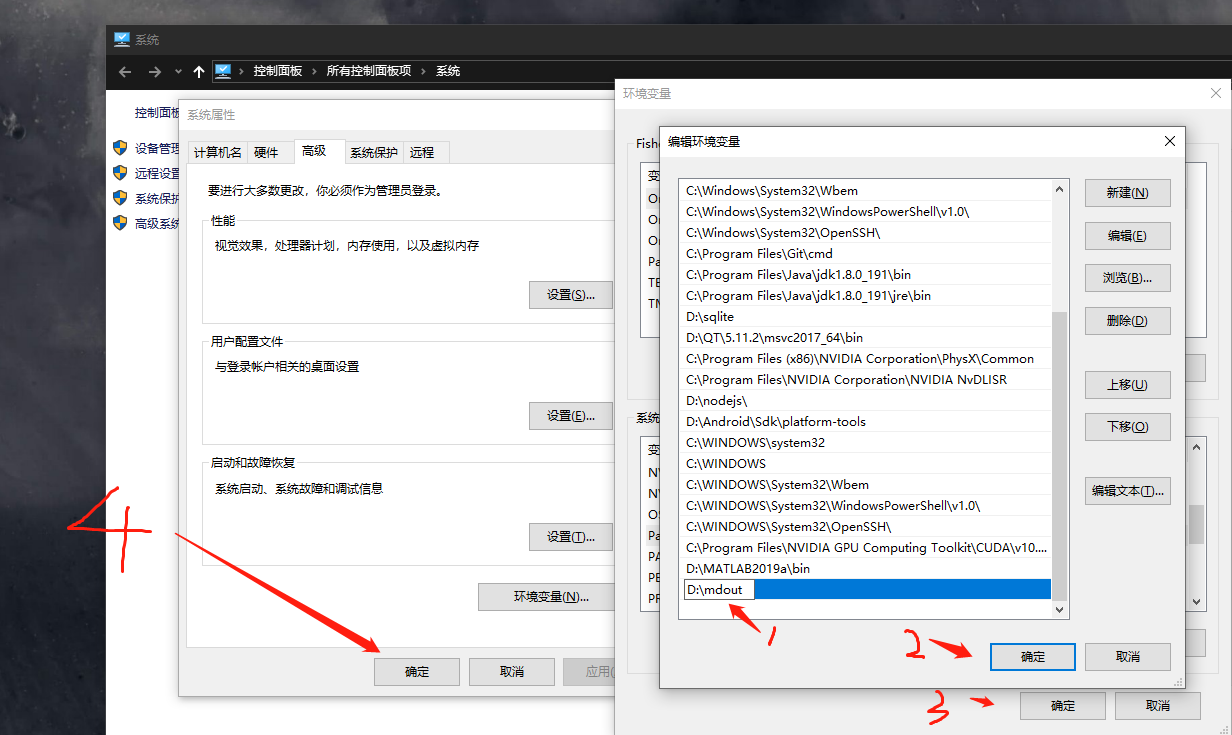 系统
控制面板 › 所有控制面板项 › 系统
控制面板
设备管理
远程设置
系统保护
高级系统
系统属性
计算机名 硬件 高级 系统保护 远程
要进行大多数更改，你必须作为管理员登录。
性能
视觉效果，处理器计划，内存使用，以及虚拟内存
设置(S)...
用户配置文件
与登录帐户相关的桌面设置
设置(E)...
启动和故障恢复
系统启动、系统故障和调试信息
设置(T)...
环境变量(N)...
确定 取消 应用(
4
环境变量
Fish
变
Pa
TE
系统
变
Pa
PA
PE
编辑环境变量
C:\Windows\System32\Wbem
C:\Windows\System32\WindowsPowerShell\v1.0\
C:\Windows\System32\OpenSSH\
C:\Program Files\Git\cmd
C:\Program Files\Java\jdk1.8.0_191\bin
C:\Program Files\Java\jdk1.8.0_191\jre\bin
D:\sqlite
D:\QT\5.11.2\msvc2017_64\bin
C:\Program Files (x86)\NVIDIA Corporation\PhysX\Common
C:\Program Files\NVIDIA Corporation\NVIDIA NvDLISR
D:\nodejs\
D:\Android\Sdk\platform-tools
C:\WINDOWS\system32
C:\WINDOWS
C:\WINDOWS\System32\Wbem
C:\WINDOWS\System32\WindowsPowerShell\v1.0\
C:\WINDOWS\System32\OpenSSH\
C:\Program Files\NVIDIA GPU Computing Toolkit\CUDA\v10....
D:\MATLAB2019a\bin
D:\mdout
新建(N)
编辑(E)
浏览(B)...
删除(D)
上移(U)
下移(O)
编辑文本(T)...
1
2
确定 取消
3
确定 取消